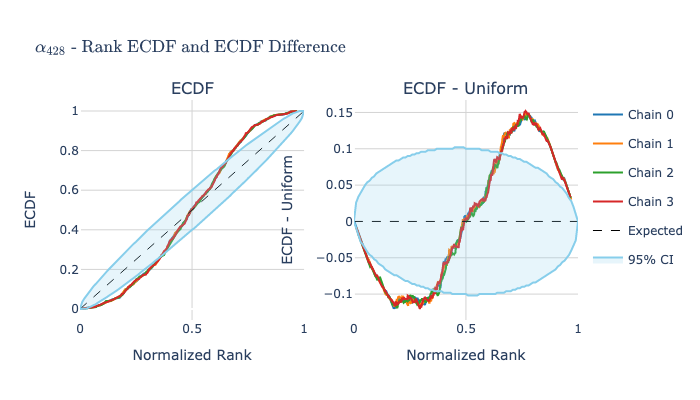 α₄₂₈ - Rank ECDF and ECDF Difference
ECDF
ECDF - Uniform
1
0.8
0.6
0.4
0.2
0
0
0.5
1
ECDF
Normalized Rank
0.15
0.1
0.05
0
−0.05
−0.1
0
0.5
1
ECDF - Uniform
Normalized Rank
Chain 0
Chain 1
Chain 2
Chain 3
Expected
95% CI